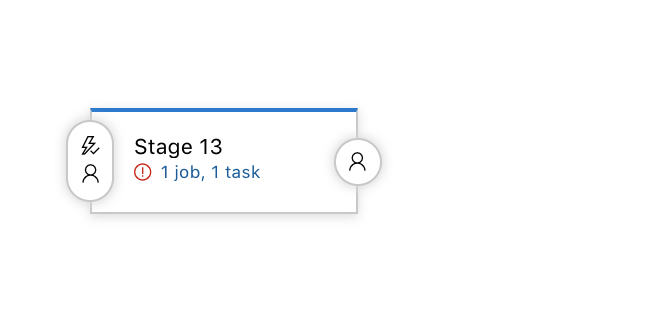 Stage 13
1 job, 1 task